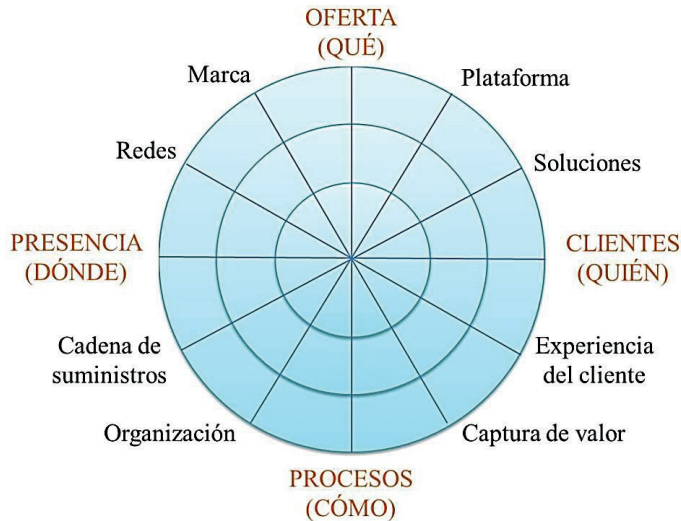 OFERTA
(QUÉ)
Marca
Plataforma
Redes
Soluciones
PRESENCIA
(DÓNDE)
CLIENTES
(QUIÉN)
Cadena de
suministros
Experiencia
del cliente
Organización
Captura de valor
PROCESOS
(CÓMO)